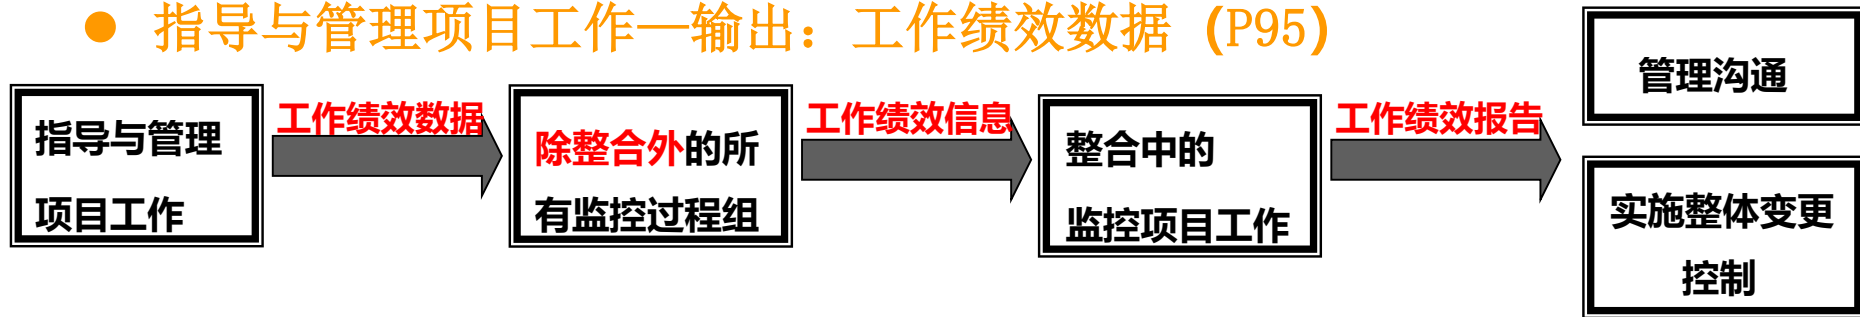 ● 指导与管理项目工作—输出：工作绩效数据 (P95)
指导与管理
项目工作
工作绩效数据
除整合外的所
有监控过程组
工作绩效信息
整合中的
监控项目工作
工作绩效报告
管理沟通
实施整体变更
控制